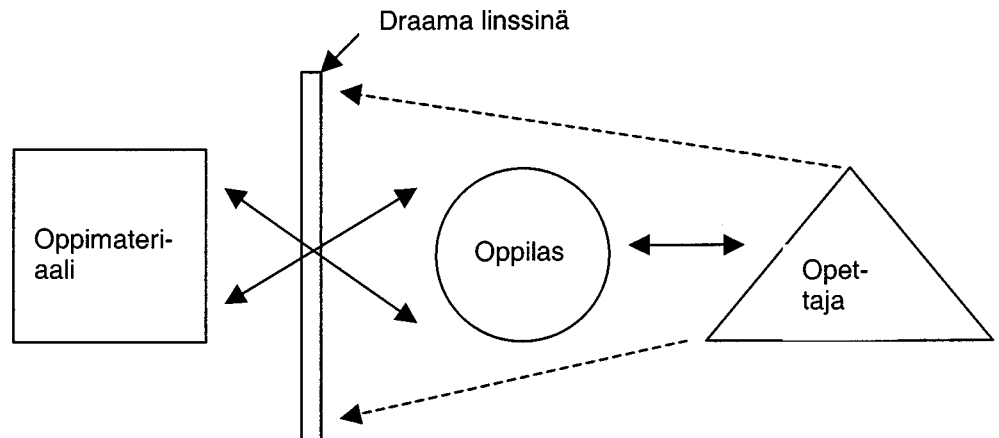 Draama linssinä
Oppimateri-
aali
Oppilas
Opet-
taja